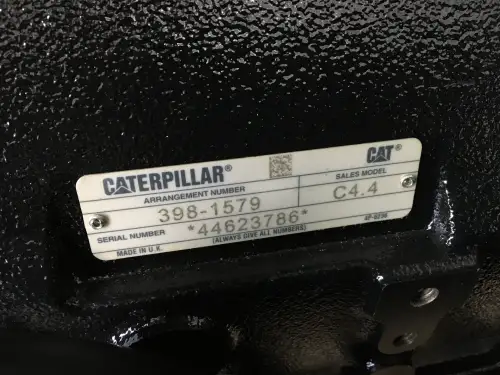 CATERPILLAR® CAT®
ARRANGEMENT NUMBER SALES MODEL
398-1579 C4.4
SERIAL NUMBER *44623786*
MADE IN U.K. (ALWAYS GIVE ALL NUMBERS)